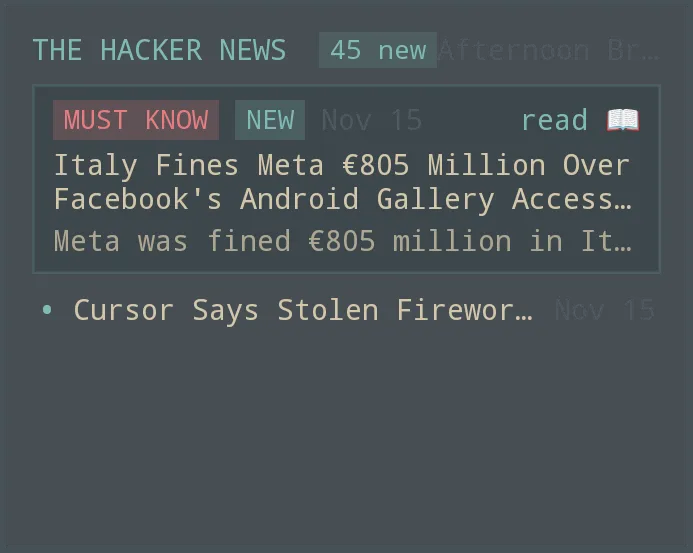 THE HACKER NEWS 45 new Afternoon Br…
MUST KNOW NEW Nov 15 read
Italy Fines Meta €805 Million Over
Facebook's Android Gallery Access…
Meta was fined €805 million in It…
• Cursor Says Stolen Firewor… Nov 15